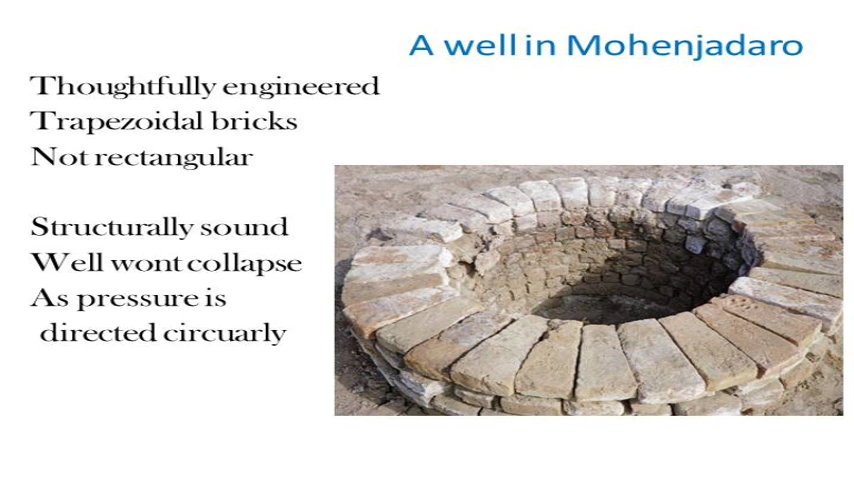 A well in Mohenjadaro
Thoughtfully engineered
Trapezoidal bricks
Not rectangular
Structurally sound
Well wont collapse
As pressure is
directed circuarly